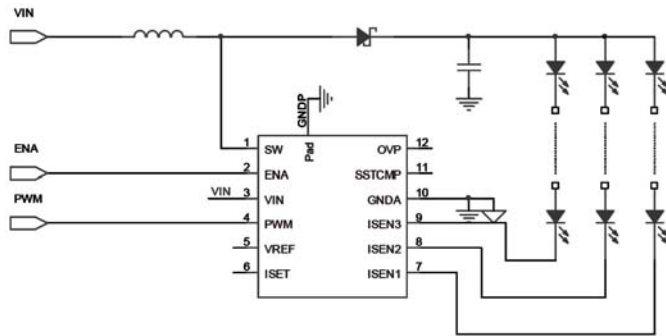 VIN
GNDP
Pad
ENA
PWM
VIN
1 SW
2 ENA
3 VIN
4 PWM
5 VREF
6 ISET
OVP 12
SSTCMP 11
GNDA 10
ISEN3 9
ISEN2 8
ISEN1 7